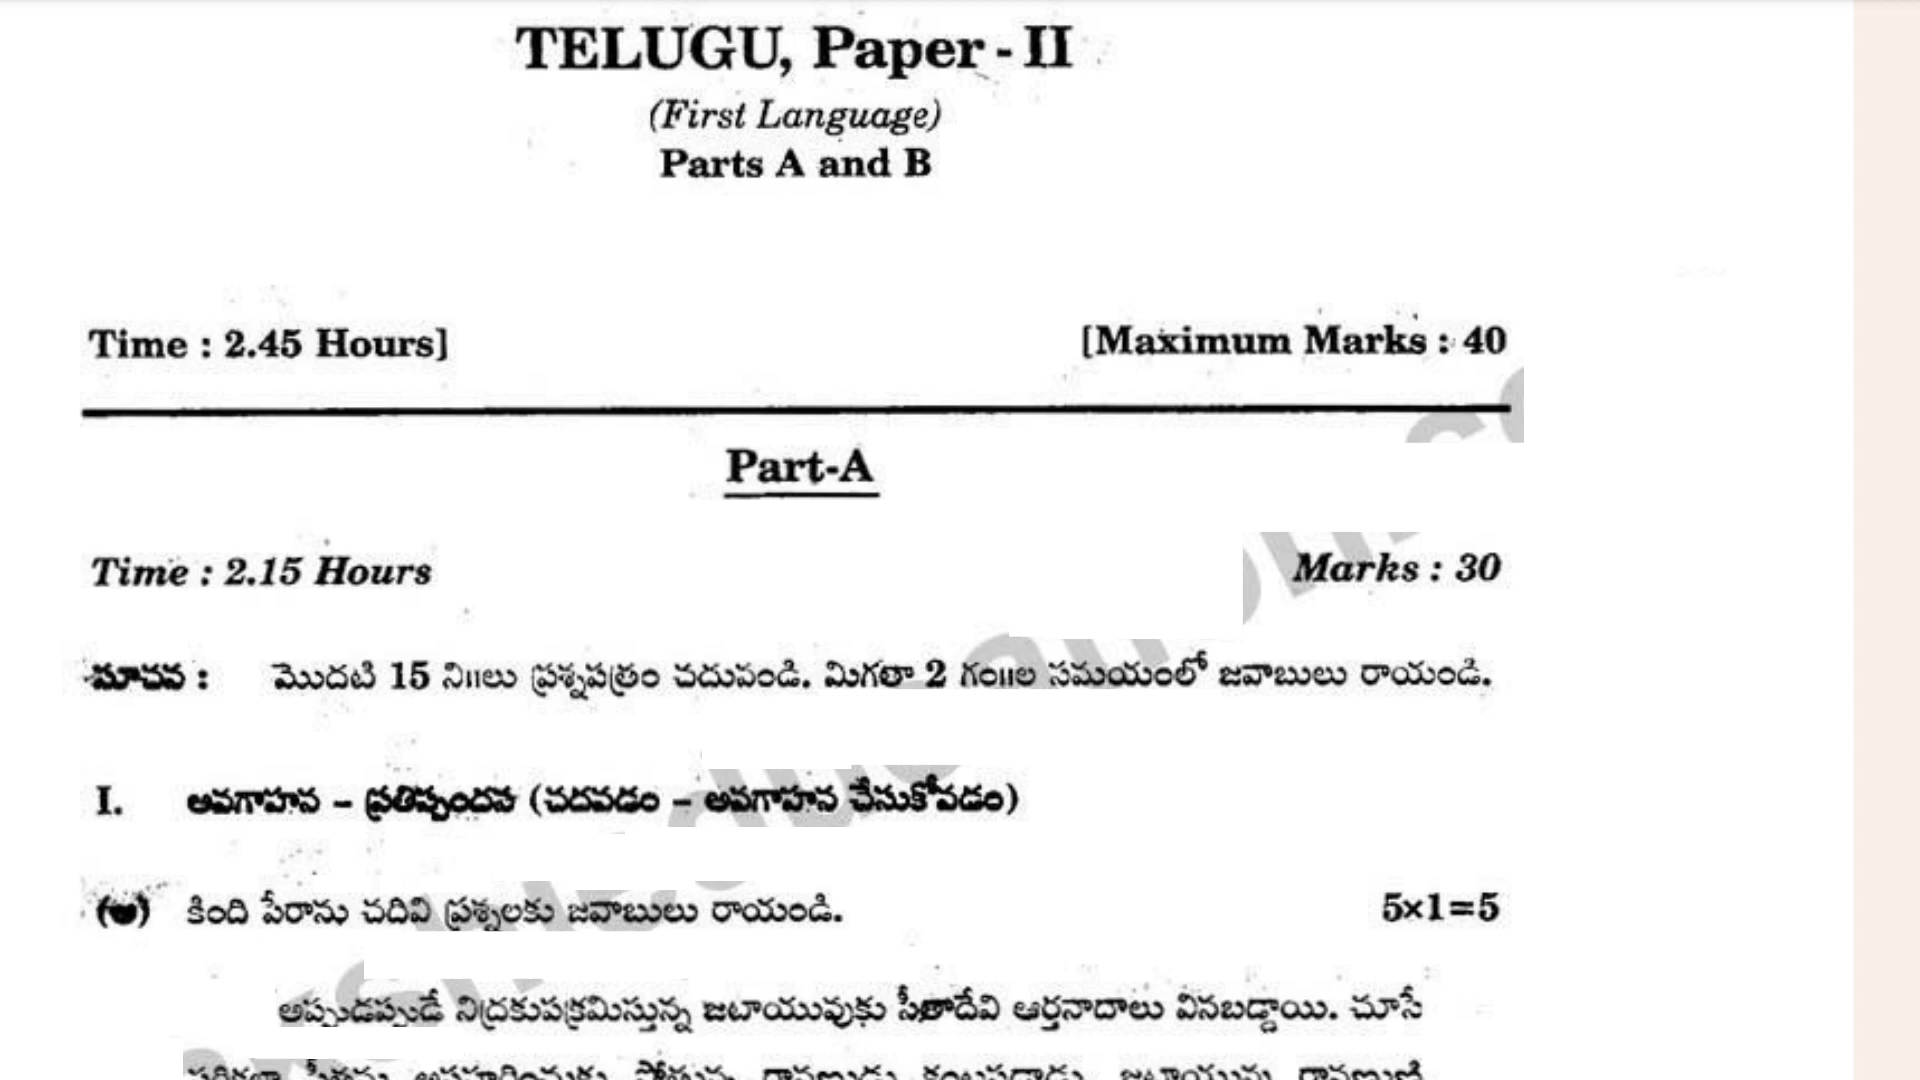 TELUGU, Paper - II
(First Language)
Parts A and B
Time : 2.45 Hours]
[Maximum Marks : 40
Part-A
Time : 2.15 Hours
Marks : 30
సూచన : మొదటి 15 ని॥లు ప్రశ్నపత్రం చదువండి. మిగతా 2 గం॥ల సమయంలో జవాబులు రాయండి.
I. అవగాహన – ప్రతిస్పందన (చదవడం – అవగాహన చేసుకోవడం)
(అ) కింది పేరాను చదివి ప్రశ్నలకు జవాబులు రాయండి. 5×1=5
అప్పుడప్పుడే నిద్రకుపక్రమిస్తున్న జటాయువుకు సీతాదేవి ఆర్తనాదాలు వినబడ్డాయి. చూసే